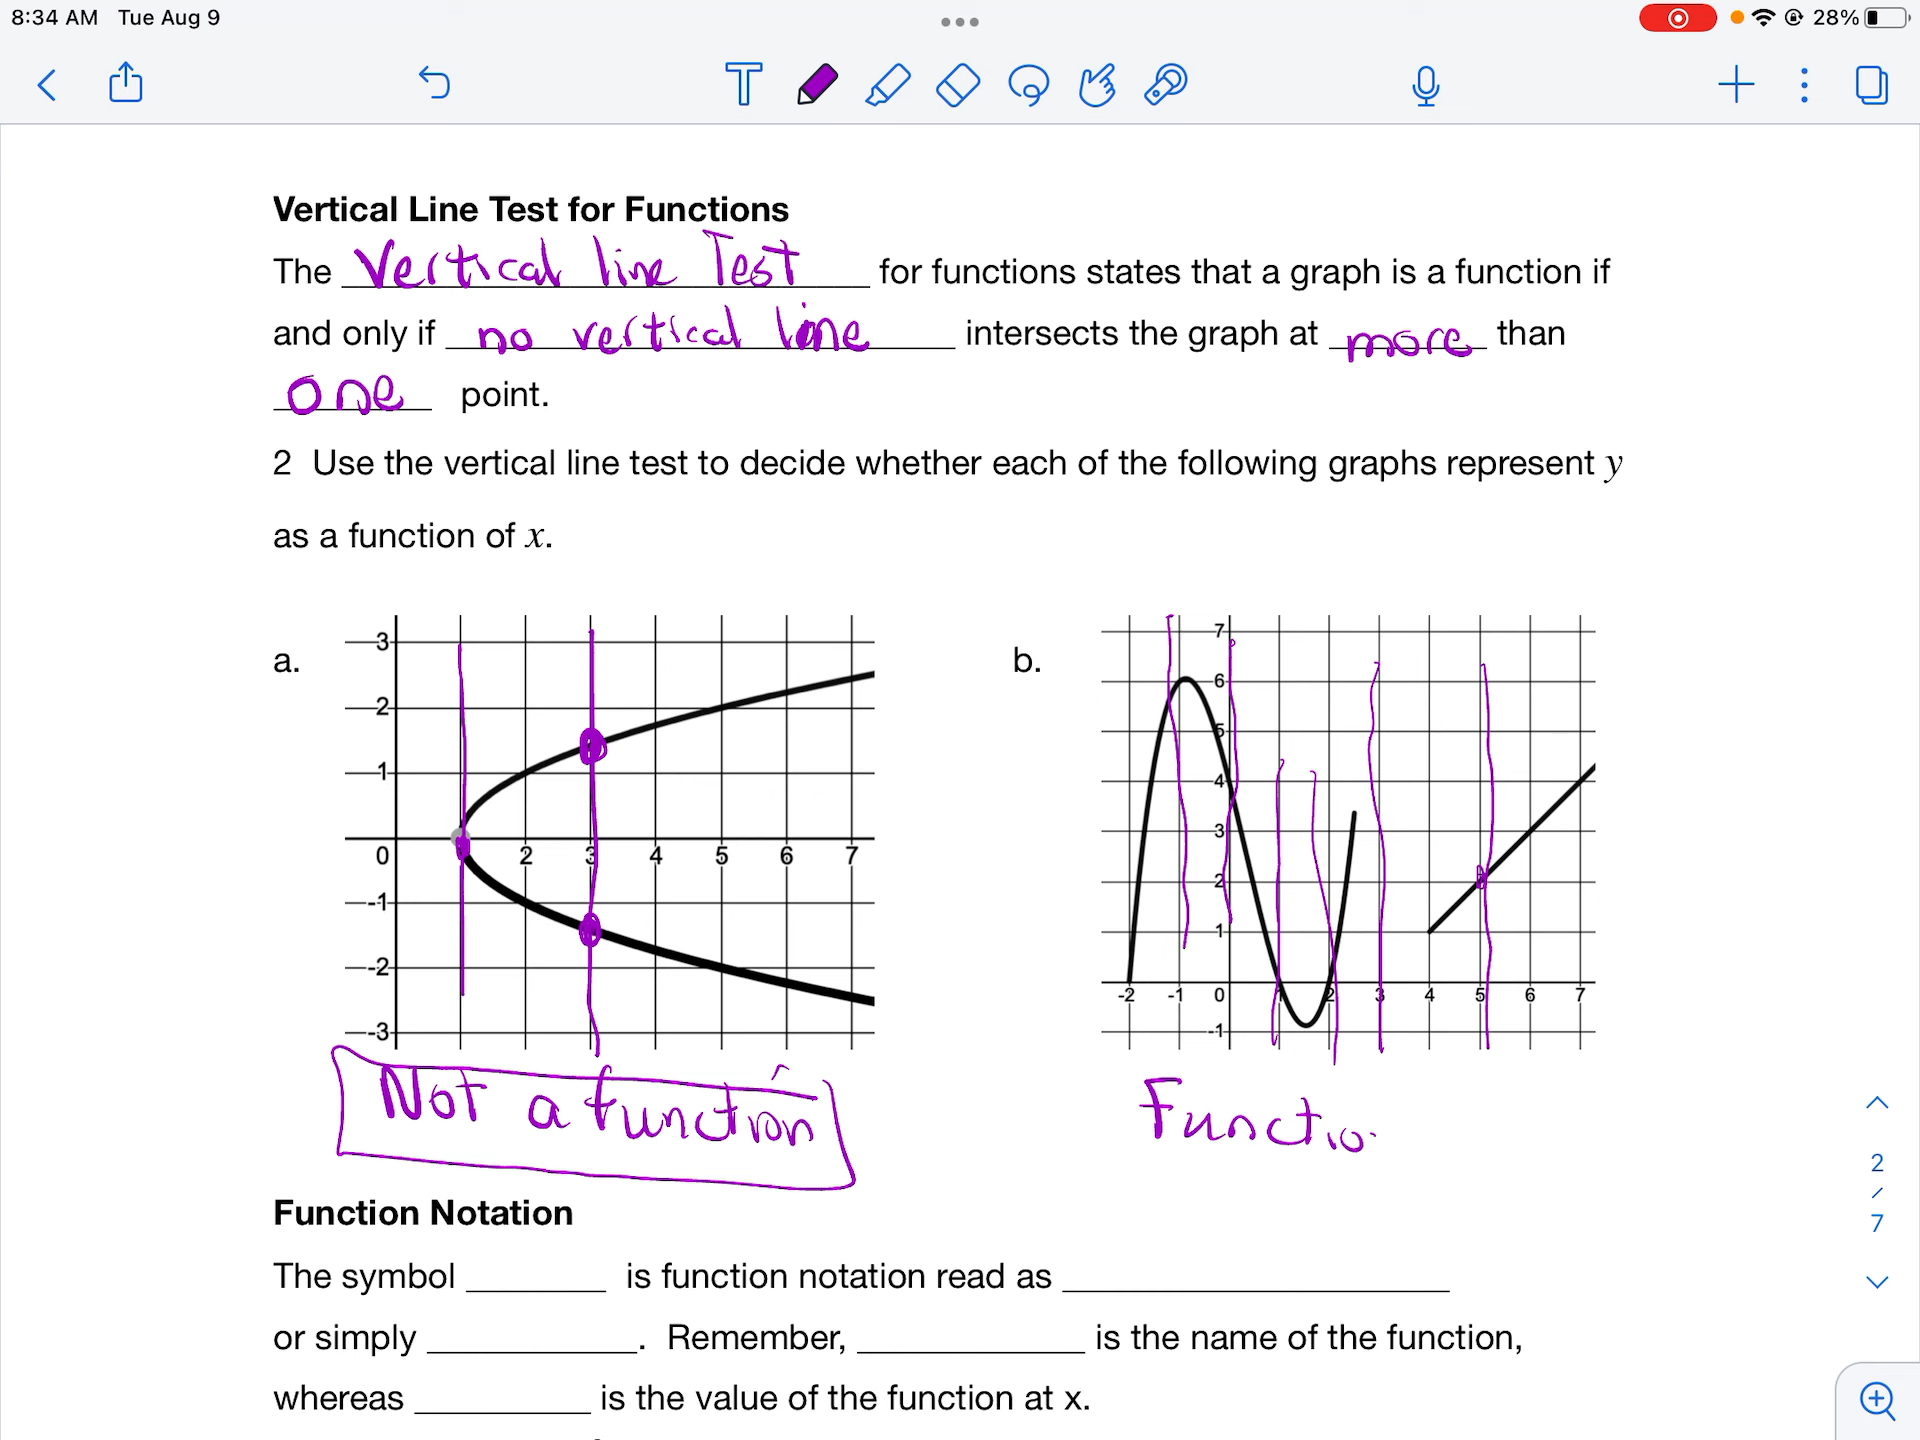 8:34 AM Tue Aug 9
28%
T
Vertical Line Test for Functions
The Vertical line Test for functions states that a graph is a function if
and only if no vertical line intersects the graph at more than
one point.
2 Use the vertical line test to decide whether each of the following graphs represent y
as a function of x.
a.
3
2
1
0 2 3 4 5 6 7
-1
-2
-3
b.
7
6
5
4
3
2
1
-2 -1 0 1 2 3 4 5 6 7
-1
Not a function
Functio
2
/
7
Function Notation
The symbol ________ is function notation read as ________
or simply ________. Remember, ________ is the name of the function,
whereas ________ is the value of the function at x.